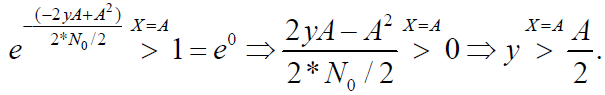 $e^{-\frac{(-2yA+A^2)}{2*N_0/2}} \overset{X=A}{>} 1 = e^0 \Rightarrow \frac{2yA-A^2}{2*N_0/2} \overset{X=A}{>} 0 \Rightarrow y \overset{X=A}{>} \frac{A}{2}.$